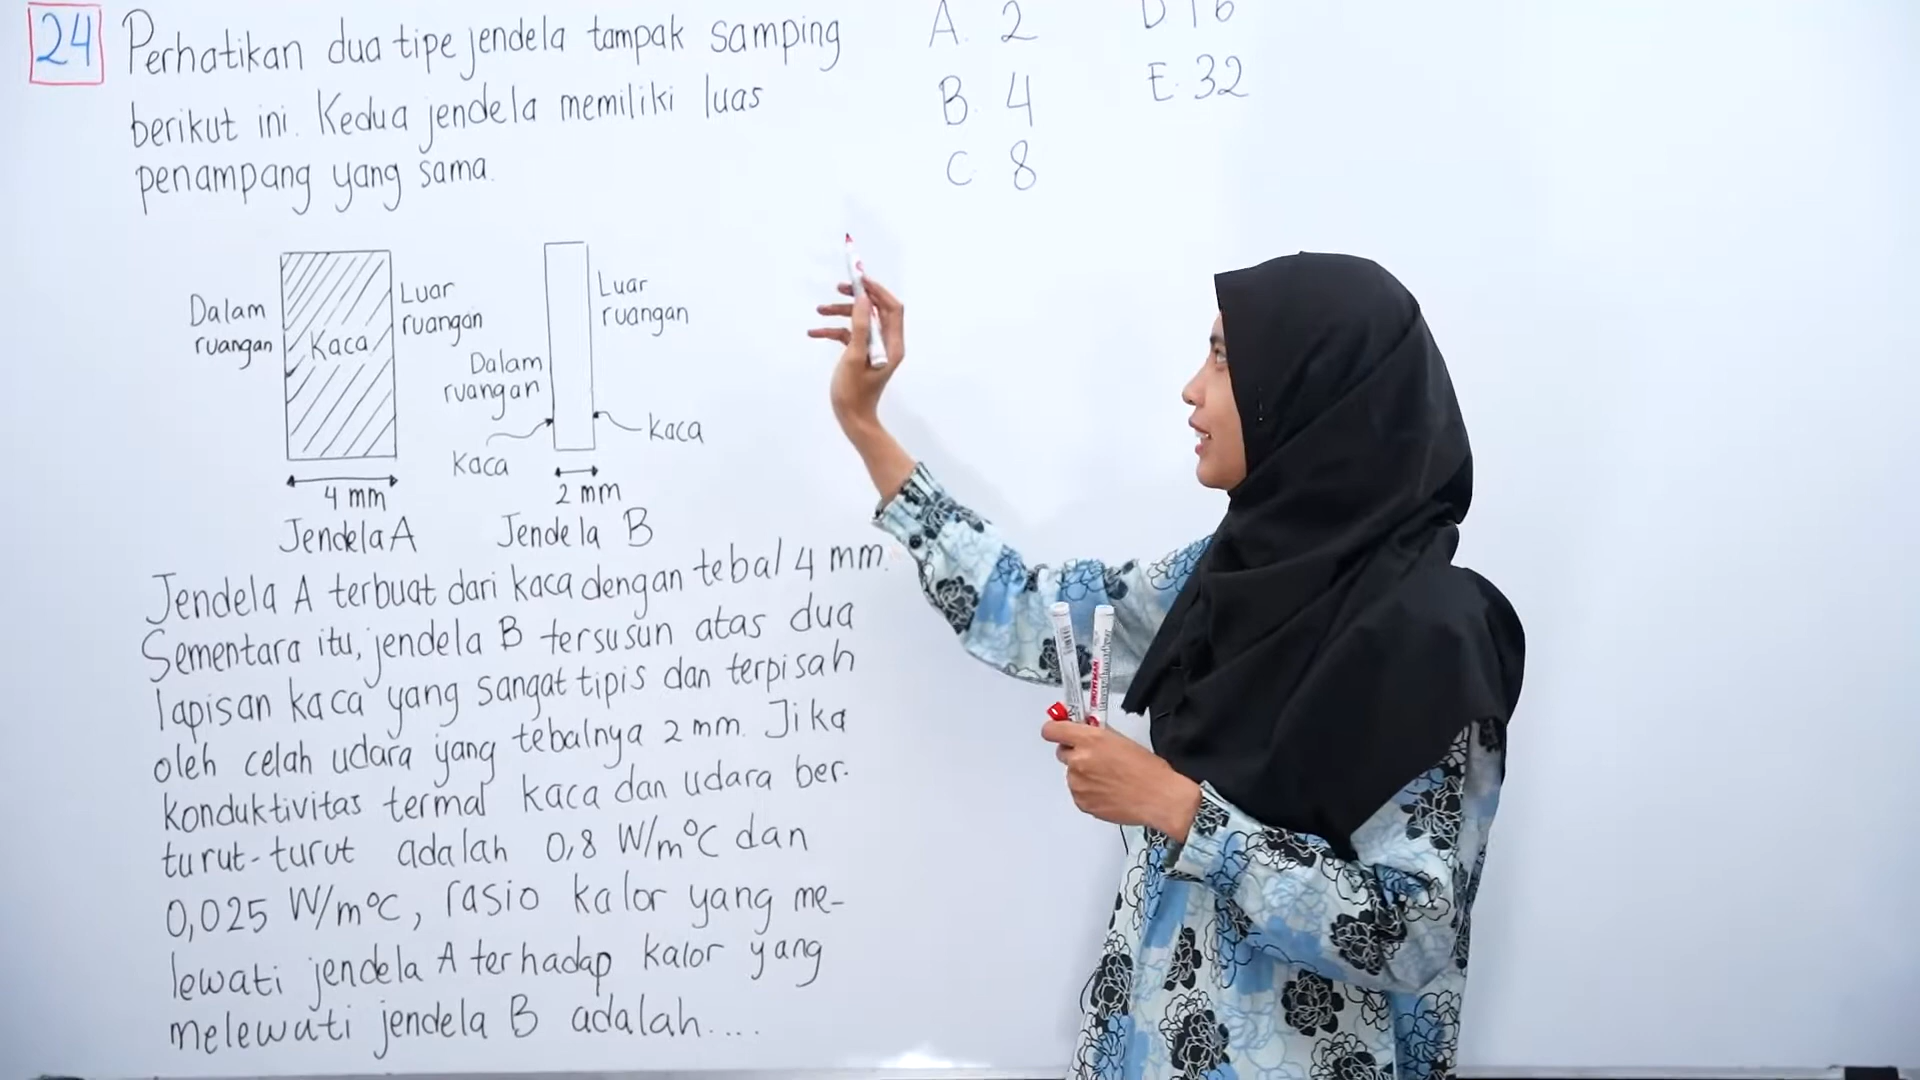 24 Perhatikan dua tipe jendela tampak samping
berikut ini. Kedua jendela memiliki luas
penampang yang sama.
Dalam
ruangan
Kaca
Luar
ruangan
4 mm
Jendela A
Dalam
ruangan
Luar
ruangan
Kaca
Kaca
2 mm
Jendela B
Jendela A terbuat dari kaca dengan tebal 4 mm.
Sementara itu, jendela B tersusun atas dua
lapisan kaca yang sangat tipis dan terpisah
oleh celah udara yang tebalnya 2 mm. Jika
konduktivitas termal kaca dan udara ber-
turut-turut adalah 0,8 W/m°C dan
0,025 W/m°C, rasio kalor yang me-
lewati jendela A terhadap kalor yang
melewati jendela B adalah....
A. 2
B. 4
C. 8
D 16
E. 32
SNOWMAN